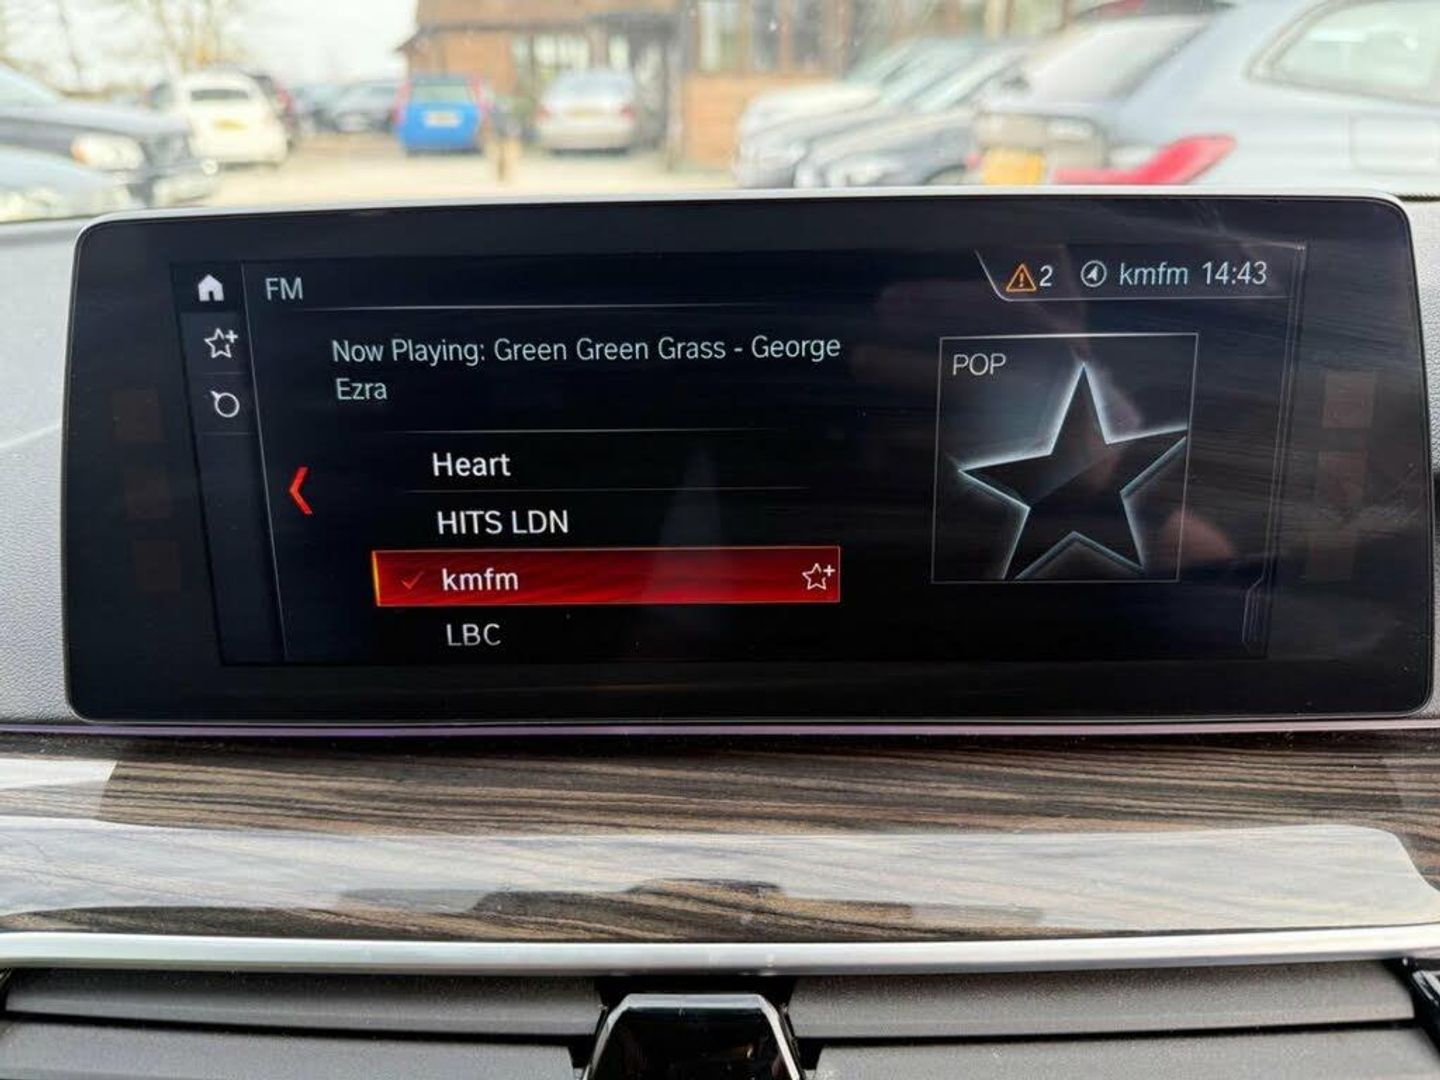 FM
2 kmfm 14:43
Now Playing: Green Green Grass - George
Ezra
POP
Heart
HITS LDN
kmfm
LBC